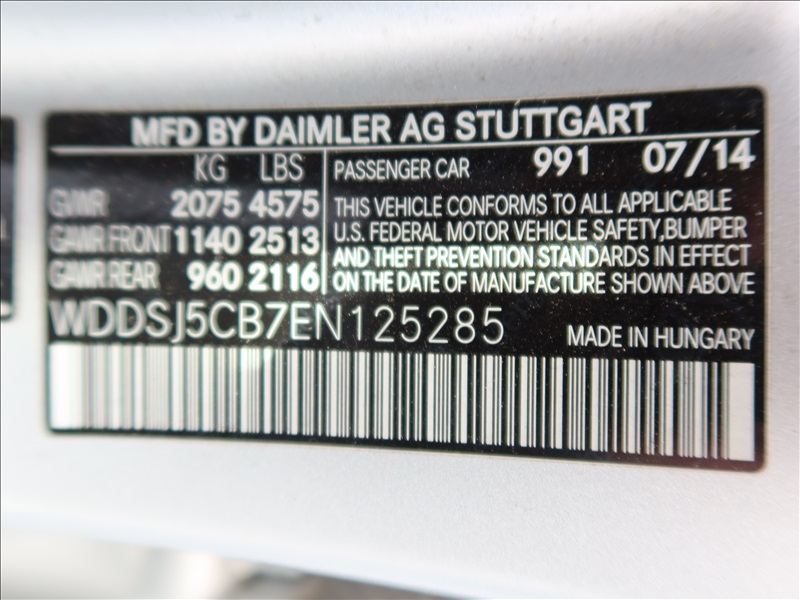 MFD BY DAIMLER AG STUTTGART
KG LBS
GVWR 2075 4575
GAWR FRONT 1140 2513
GAWR REAR 960 2116
PASSENGER CAR 991 07/14
THIS VEHICLE CONFORMS TO ALL APPLICABLE
U.S. FEDERAL MOTOR VEHICLE SAFETY, BUMPER
AND THEFT PREVENTION STANDARDS IN EFFECT
ON THE DATE OF MANUFACTURE SHOWN ABOVE
WDDSJ5CB7EN125285
MADE IN HUNGARY